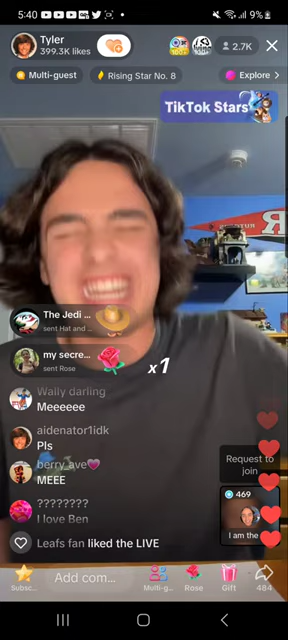 5:40
9%
Tyler
399.3K likes
2.7K
Multi-guest
Rising Star No. 8
Explore >
TikTok Stars
R
The Jedi ...
sent Hat and ...
my secre...
sent Rose
x1
Wally darling
Meeeeee
aidenator1idk
Pls
berry_ave
MEEE
Request to
join
????????
I love Ben
469
I am the
Leafs fan liked the LIVE
Subsc...
Add com...
Multi-g...
Rose
Gift
484